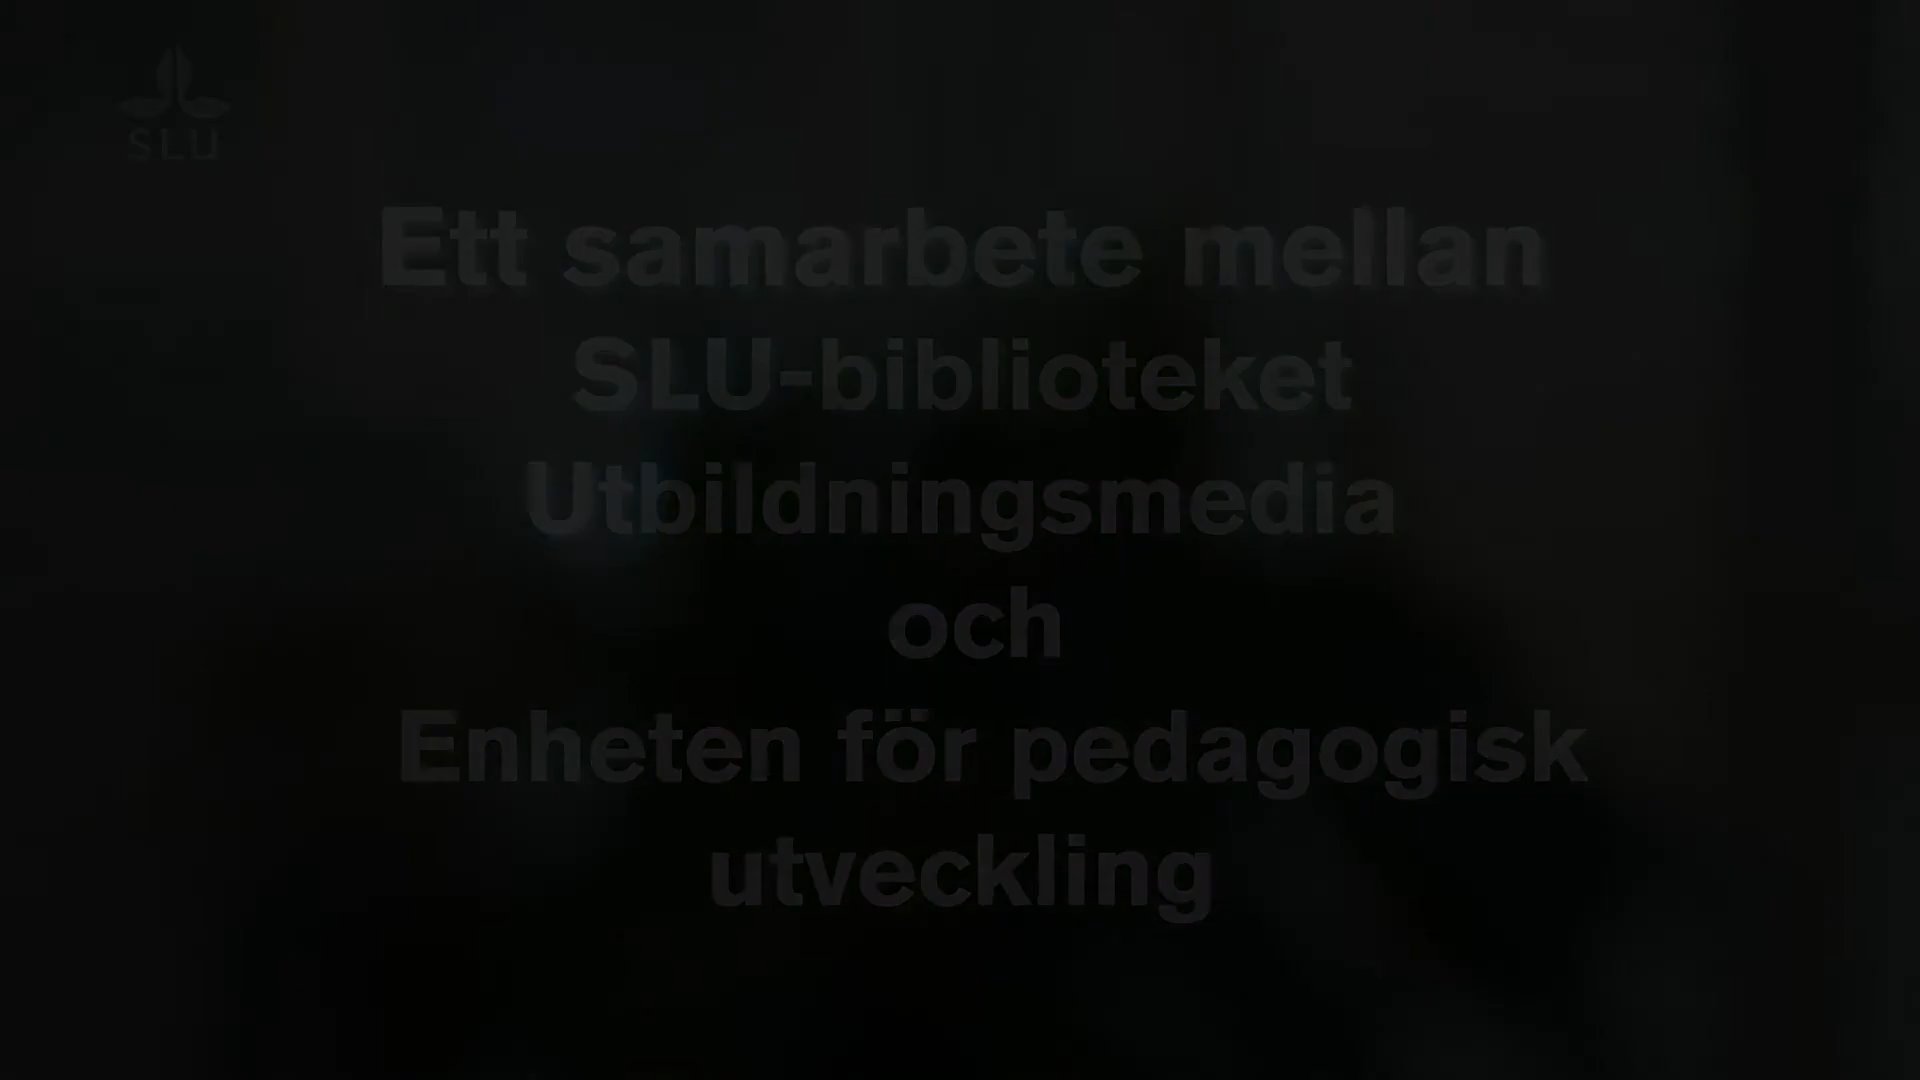 SLU
Ett samarbete mellan
SLU-biblioteket
Utbildningsmedia
och
Enheten för pedagogisk
utveckling